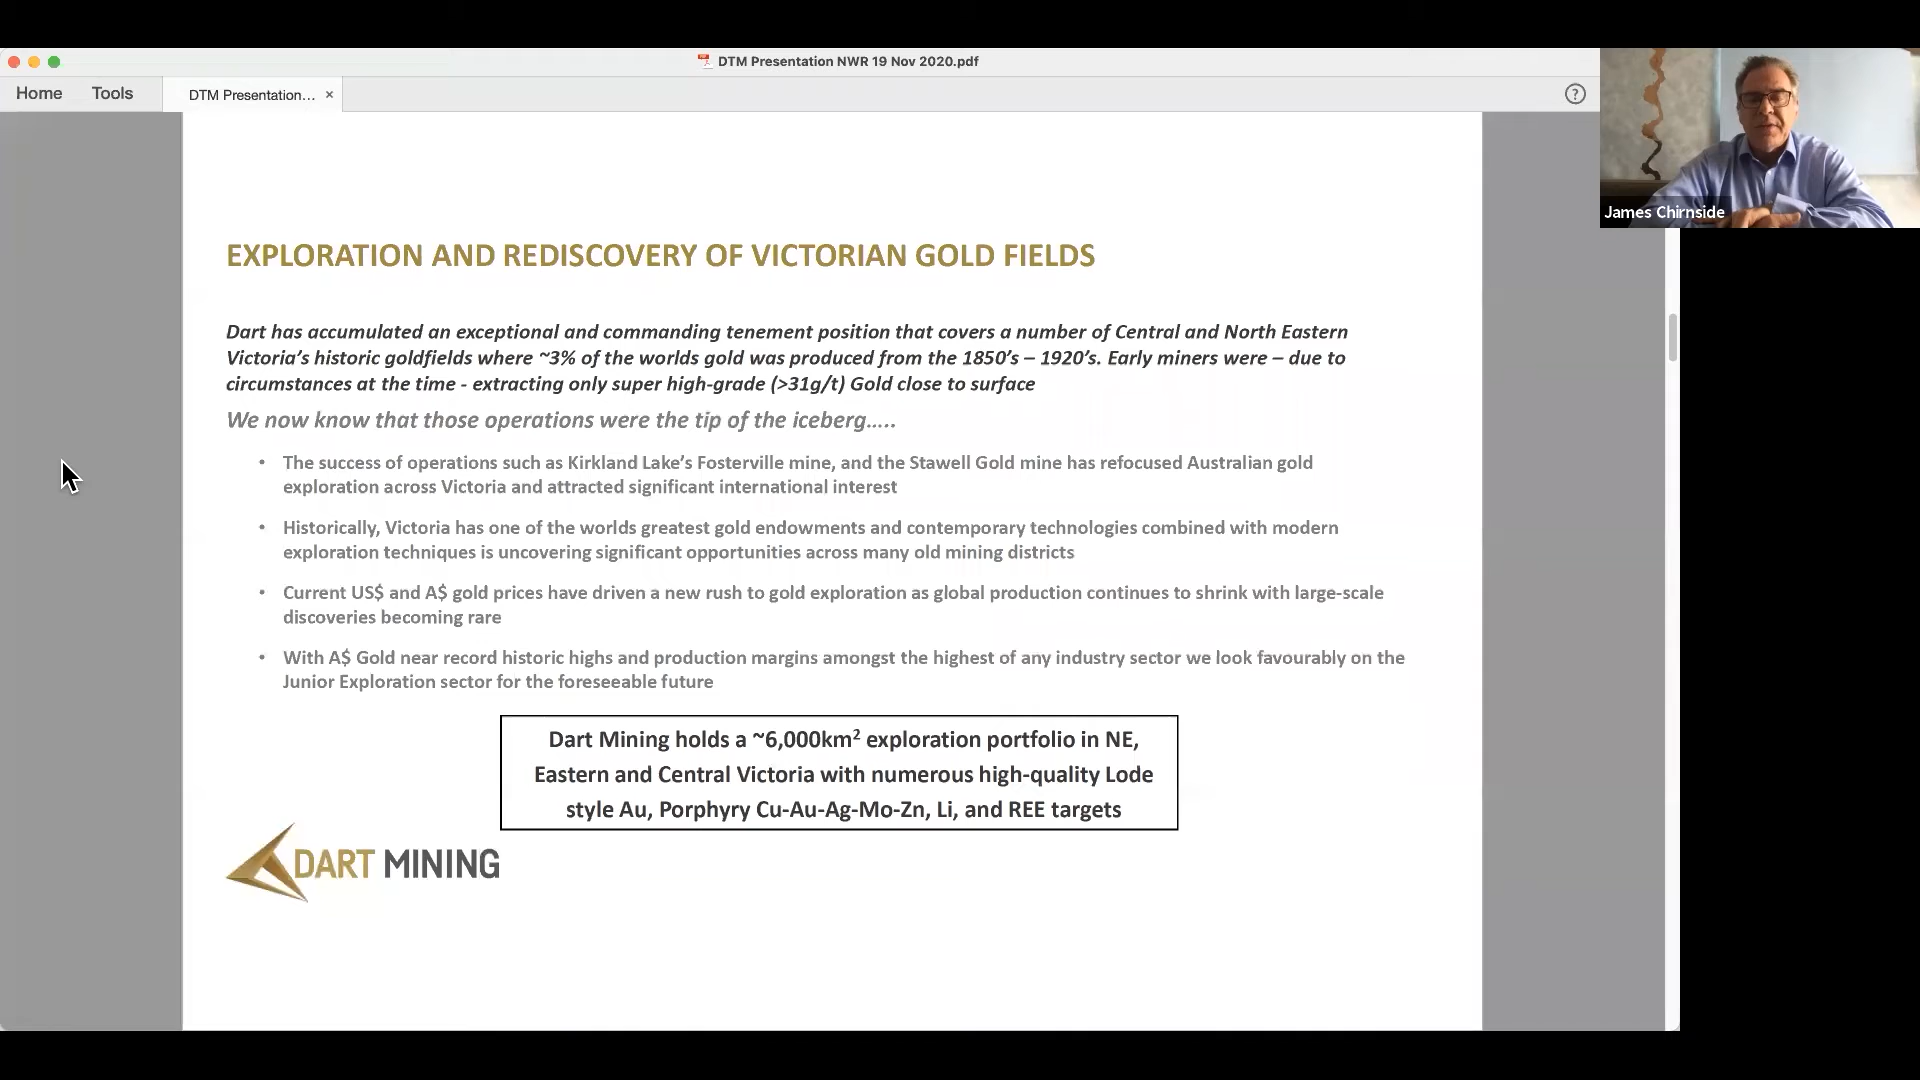 DTM Presentation NWR 19 Nov 2020.pdf
Home Tools DTM Presentation... × ?
James Chirnside
EXPLORATION AND REDISCOVERY OF VICTORIAN GOLD FIELDS
Dart has accumulated an exceptional and commanding tenement position that covers a number of Central and North Eastern
Victoria’s historic goldfields where ~3% of the worlds gold was produced from the 1850’s – 1920’s. Early miners were – due to
circumstances at the time - extracting only super high-grade (>31g/t) Gold close to surface
We now know that those operations were the tip of the iceberg…..
• The success of operations such as Kirkland Lake’s Fosterville mine, and the Stawell Gold mine has refocused Australian gold
exploration across Victoria and attracted significant international interest
• Historically, Victoria has one of the worlds greatest gold endowments and contemporary technologies combined with modern
exploration techniques is uncovering significant opportunities across many old mining districts
• Current US$ and A$ gold prices have driven a new rush to gold exploration as global production continues to shrink with large-scale
discoveries becoming rare
• With A$ Gold near record historic highs and production margins amongst the highest of any industry sector we look favourably on the
Junior Exploration sector for the foreseeable future
Dart Mining holds a ~6,000km² exploration portfolio in NE,
Eastern and Central Victoria with numerous high-quality Lode
style Au, Porphyry Cu-Au-Ag-Mo-Zn, Li, and REE targets
DART MINING